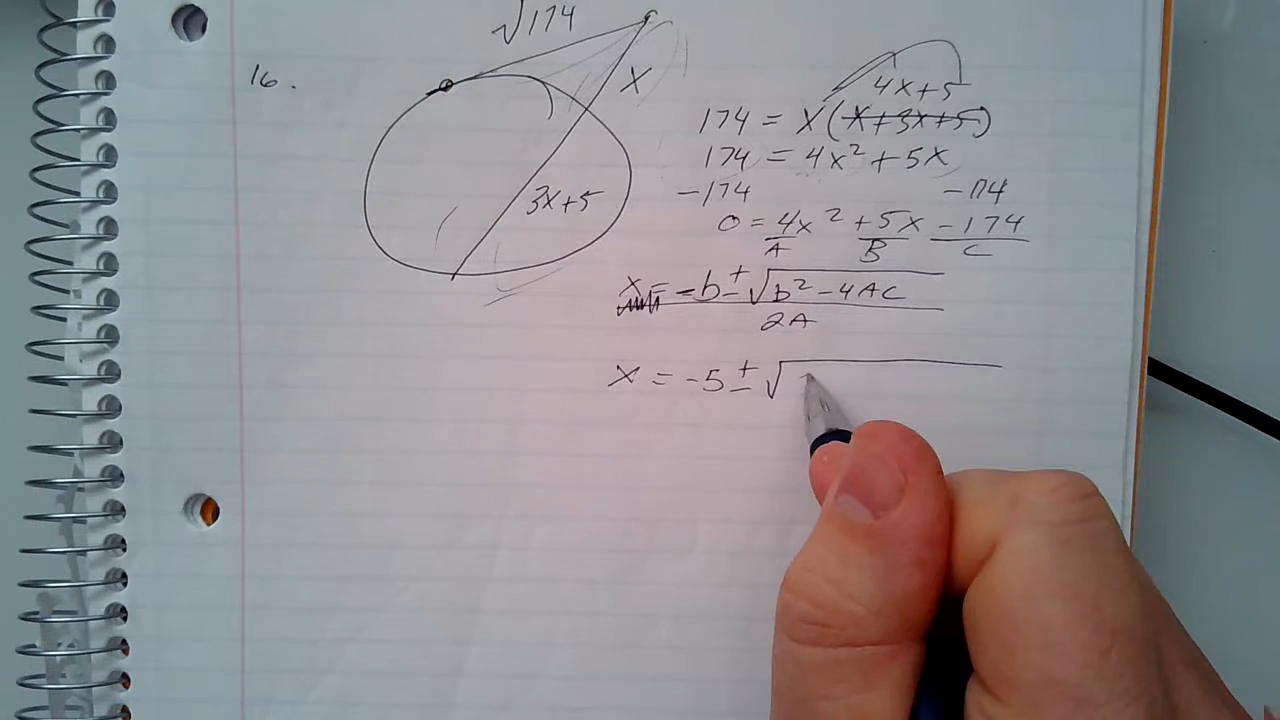 16.
√174
X
3X+5
4X+5
174 = X(X+3X+5)
174 = 4X² + 5X
-174 -174
0 = 4X² + 5X - 174
A B C
X = -b ± √b² - 4AC
2A
X = -5 ± √